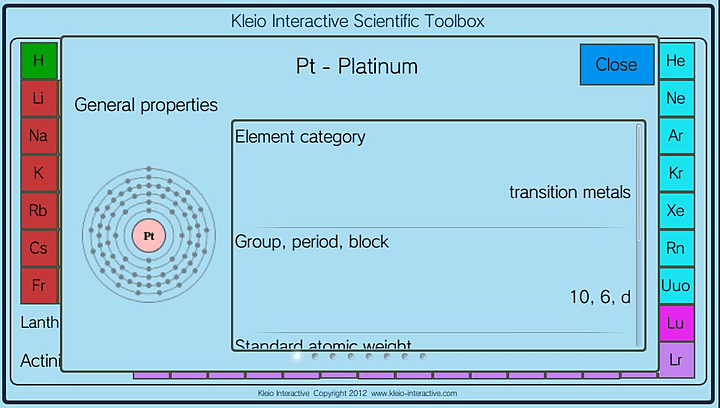 Kleio Interactive Scientific Toolbox
Pt - Platinum
Close
General properties
Element category
transition metals
Group, period, block
10, 6, d
Standard atomic weight
Pt
H
Li
Na
K
Rb
Cs
Fr
Lanth
Actini
He
Ne
Ar
Kr
Xe
Rn
Uuo
Lu
Lr
Kleio Interactive Copyright 2012 www.kleio-interactive.com